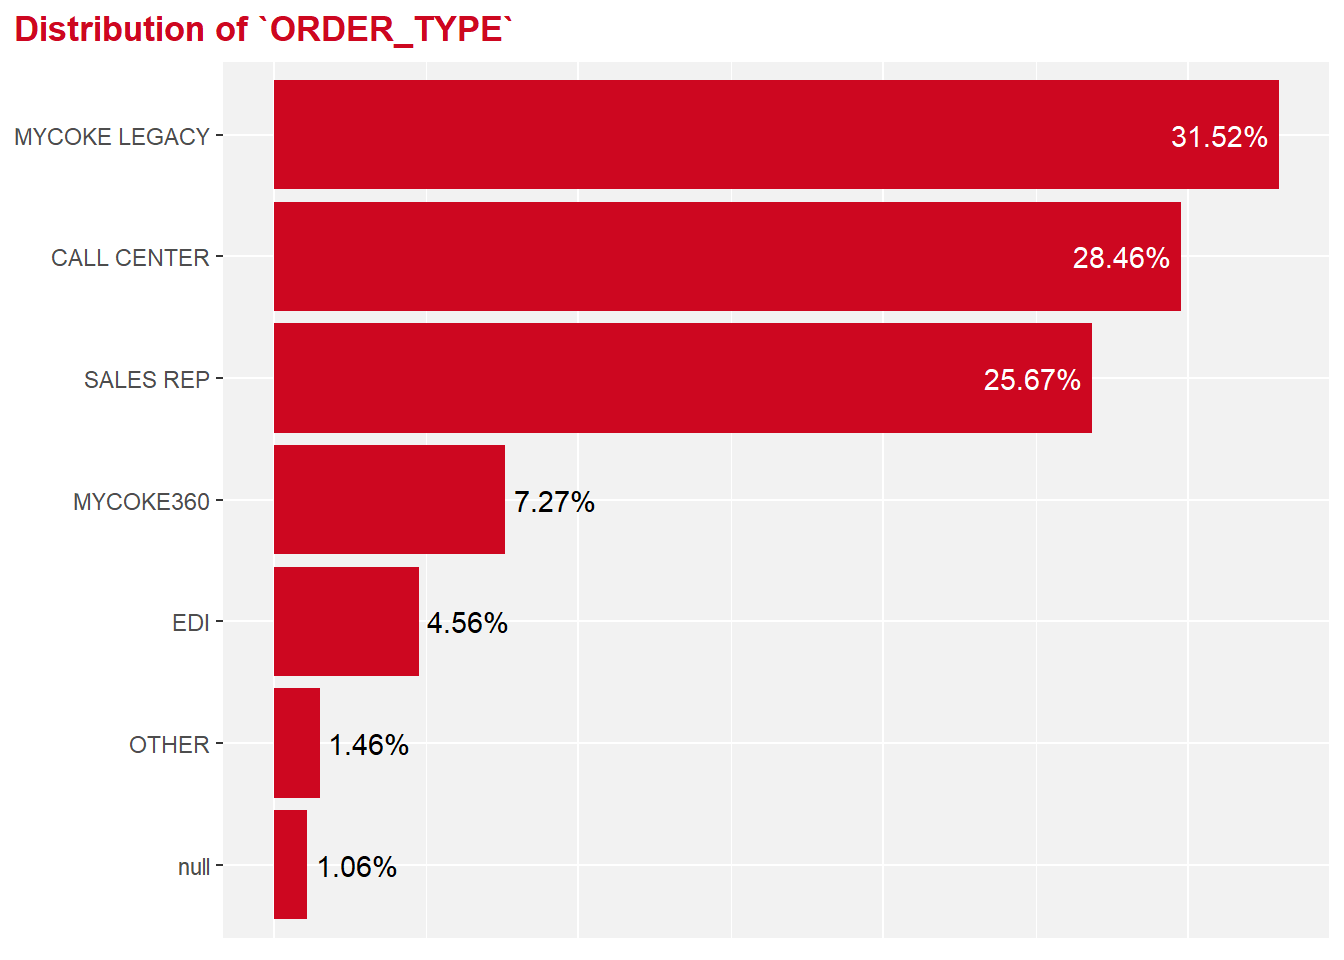 Distribution of `ORDER_TYPE`
MYCOKE LEGACY 31.52%
CALL CENTER 28.46%
SALES REP 25.67%
MYCOKE360 7.27%
EDI 4.56%
OTHER 1.46%
null 1.06%